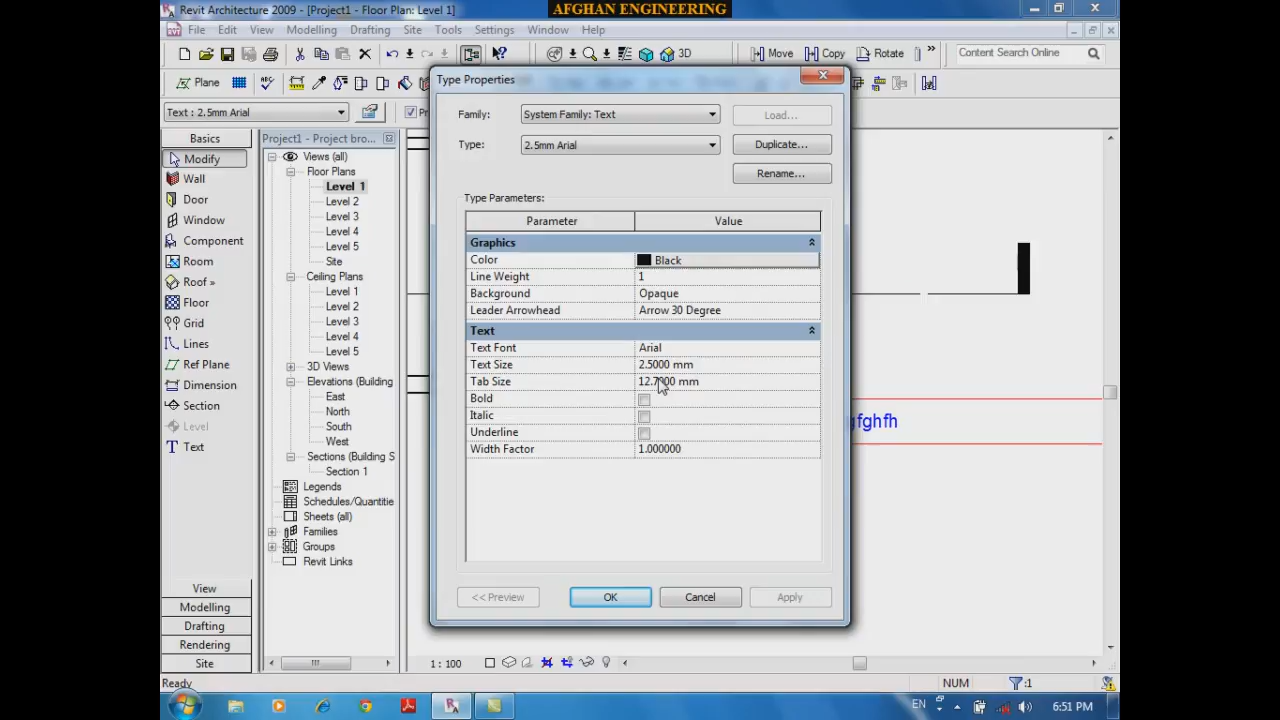 AFGHAN ENGINEERING
Revit Architecture 2009 - [Project1 - Floor Plan: Level 1]
File Edit View Modelling Drafting Site Tools Settings Window Help
3D Move Copy Rotate » Content Search Online
Plane
Text : 2.5mm Arial
Basics
Modify
Wall
Door
Window
Component
Room
Roof »
Floor
Grid
Lines
Ref Plane
Dimension
Section
Level
Text
View
Modelling
Drafting
Rendering
Site
Project1 - Project bro...
Views (all)
Floor Plans
Level 1
Level 2
Level 3
Level 4
Level 5
Site
Ceiling Plans
Level 1
Level 2
Level 3
Level 4
Level 5
3D Views
Elevations (Building
East
North
South
West
Sections (Building S
Section 1
Legends
Schedules/Quantitie
Sheets (all)
Families
Groups
Revit Links
Type Properties
Family: System Family: Text Load...
Type: 2.5mm Arial Duplicate...
Rename...
Type Parameters:
Parameter Value
Graphics
Color Black
Line Weight 1
Background Opaque
Leader Arrowhead Arrow 30 Degree
Text
Text Font Arial
Text Size 2.5000 mm
Tab Size 12.7000 mm
Bold
Italic
Underline
Width Factor 1.000000
<< Preview OK Cancel Apply
gfghfh
1 : 100
Ready NUM :1
EN 6:51 PM